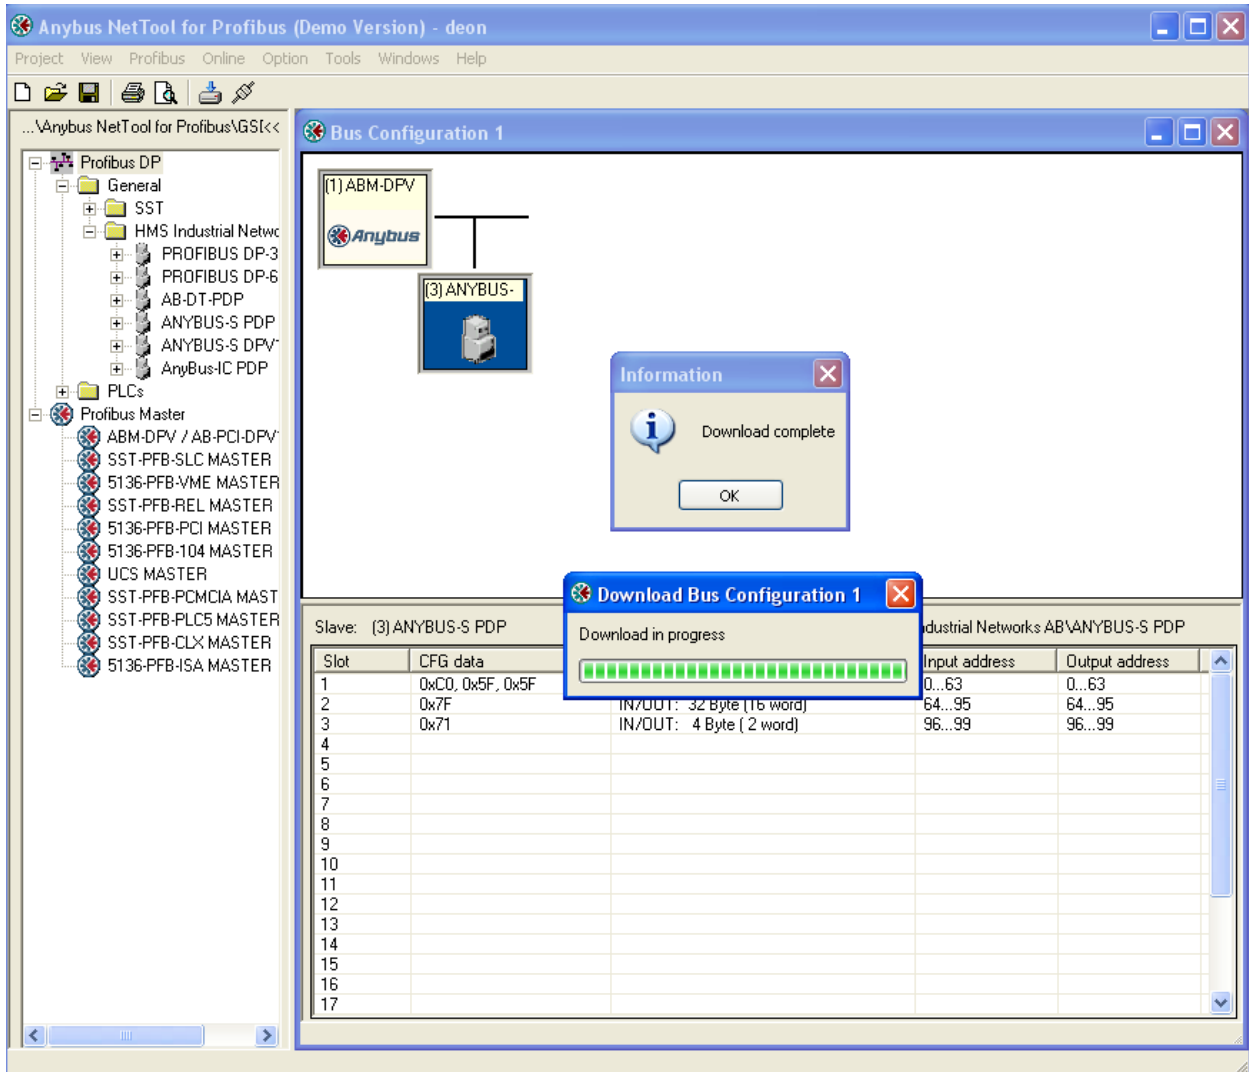 Anybus NetTool for Profibus (Demo Version) - deon
Project View Profibus Online Option Tools Windows Help
...\Anybus NetTool for Profibus\GSD<<
Profibus DP
General
SST
HMS Industrial Netwo
PROFIBUS DP-3
PROFIBUS DP-6
AB-DT-PDP
ANYBUS-S PDP
ANYBUS-S DPV
AnyBus-IC PDP
PLCs
Profibus Master
ABM-DPV / AB-PCI-DPV
SST-PFB-SLC MASTER
5136-PFB-VME MASTER
SST-PFB-REL MASTER
5136-PFB-PCI MASTER
5136-PFB-104 MASTER
UCS MASTER
SST-PFB-PCMCIA MAST
SST-PFB-PLC5 MASTER
SST-PFB-CLX MASTER
5136-PFB-ISA MASTER
Bus Configuration 1
(1) ABM-DPV
Anybus
(3) ANYBUS-
Information
Download complete
OK
Download Bus Configuration 1
Download in progress
Slave: (3) ANYBUS-S PDP dustrial Networks AB\ANYBUS-S PDP
Slot CFG data Input address Output address
1 0xC0, 0x5F, 0x5F 0...63 0...63
2 0x7F IN/OUT: 32 Byte (16 word) 64...95 64...95
3 0x71 IN/OUT: 4 Byte ( 2 word) 96...99 96...99
4
5
6
7
8
9
10
11
12
13
14
15
16
17